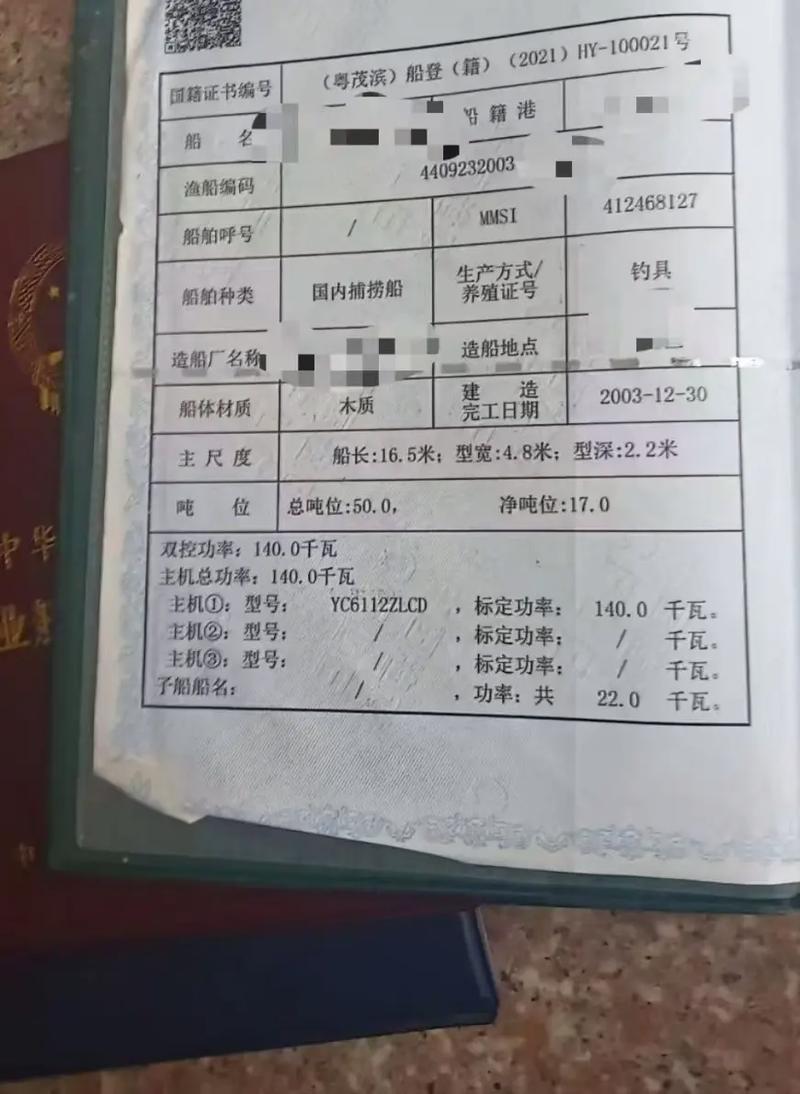 国籍证书编号 （粤茂滨）船登（籍）（2021）HY-100021号
船 名 籍 港
渔船编码 4409232003
船舶呼号 / MMSI 412468127
船舶种类 国内捕捞船 生产方式/养殖证号 钓具
造船厂名称 造船地点
船体材质 木质 建造完工日期 2003-12-30
主尺度 船长:16.5米; 型宽:4.8米; 型深:2.2米
吨 位 总吨位:50.0, 净吨位:17.0
双控功率: 140.0千瓦
主机总功率: 140.0千瓦
主机①: 型号: YC6112ZLCD , 标定功率: 140.0 千瓦。
主机②: 型号: / , 标定功率: / 千瓦。
主机③: 型号: / , 标定功率: / 千瓦。
子船船名: / , 功率: 共 22.0 千瓦。